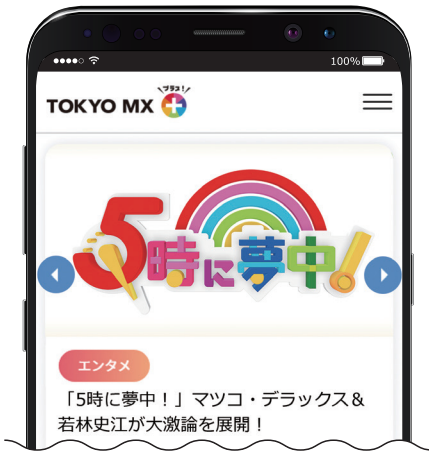 100%
プラス!
TOKYO MX
5時に夢中!
エンタメ
「5時に夢中！」マツコ・デラックス＆
若林史江が大激論を展開！